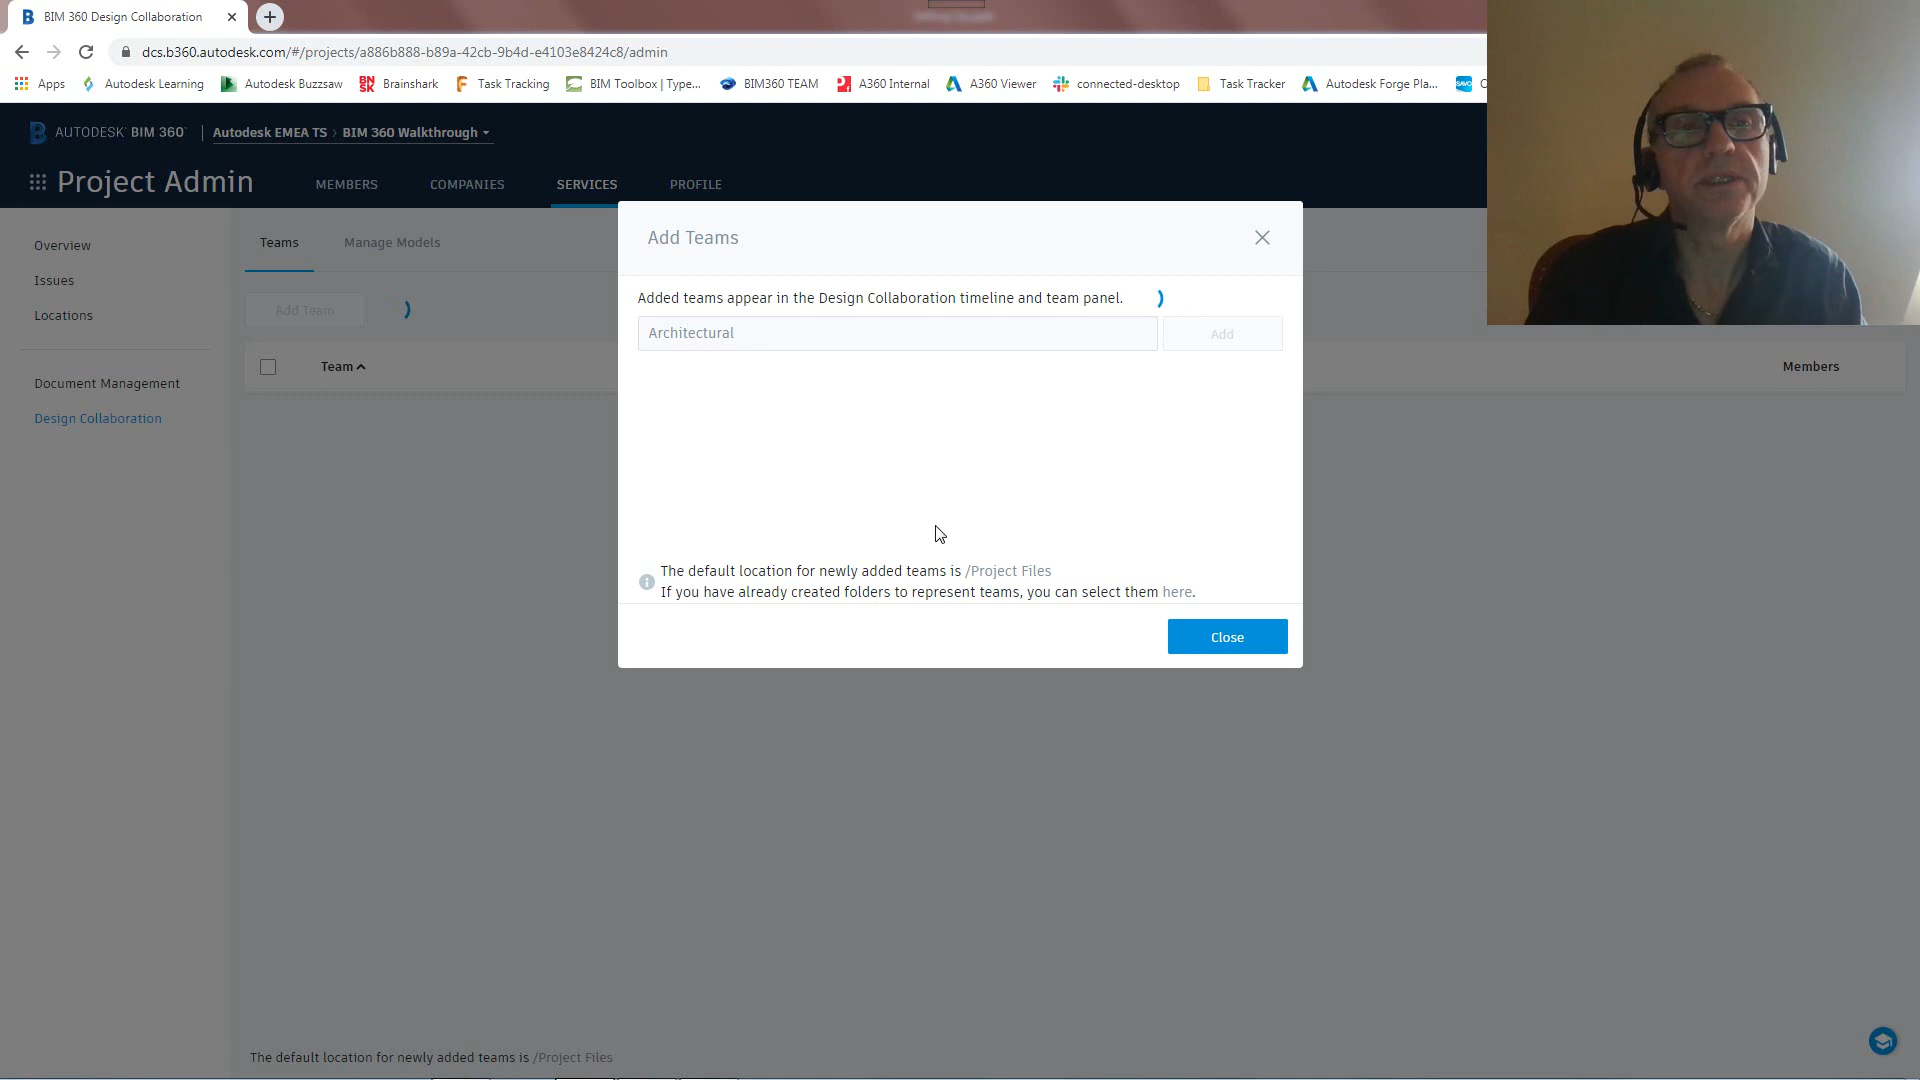 BIM 360 Design Collaboration
dcs.b360.autodesk.com/#/projects/a886b888-b89a-42cb-9b4d-e4103e8424c8/admin
Apps Autodesk Learning Autodesk Buzzsaw Brainshark Task Tracking BIM Toolbox | Type... BIM360 TEAM A360 Internal A360 Viewer connected-desktop Task Tracker Autodesk Forge Pla...
AUTODESK BIM 360 Autodesk EMEA TS > BIM 360 Walkthrough
Project Admin MEMBERS COMPANIES SERVICES PROFILE
Overview
Issues
Locations
Document Management
Design Collaboration
Teams Manage Models
Add Team
Team Members
Add Teams
Added teams appear in the Design Collaboration timeline and team panel.
Architectural Add
The default location for newly added teams is /Project Files
If you have already created folders to represent teams, you can select them here.
Close
The default location for newly added teams is /Project Files